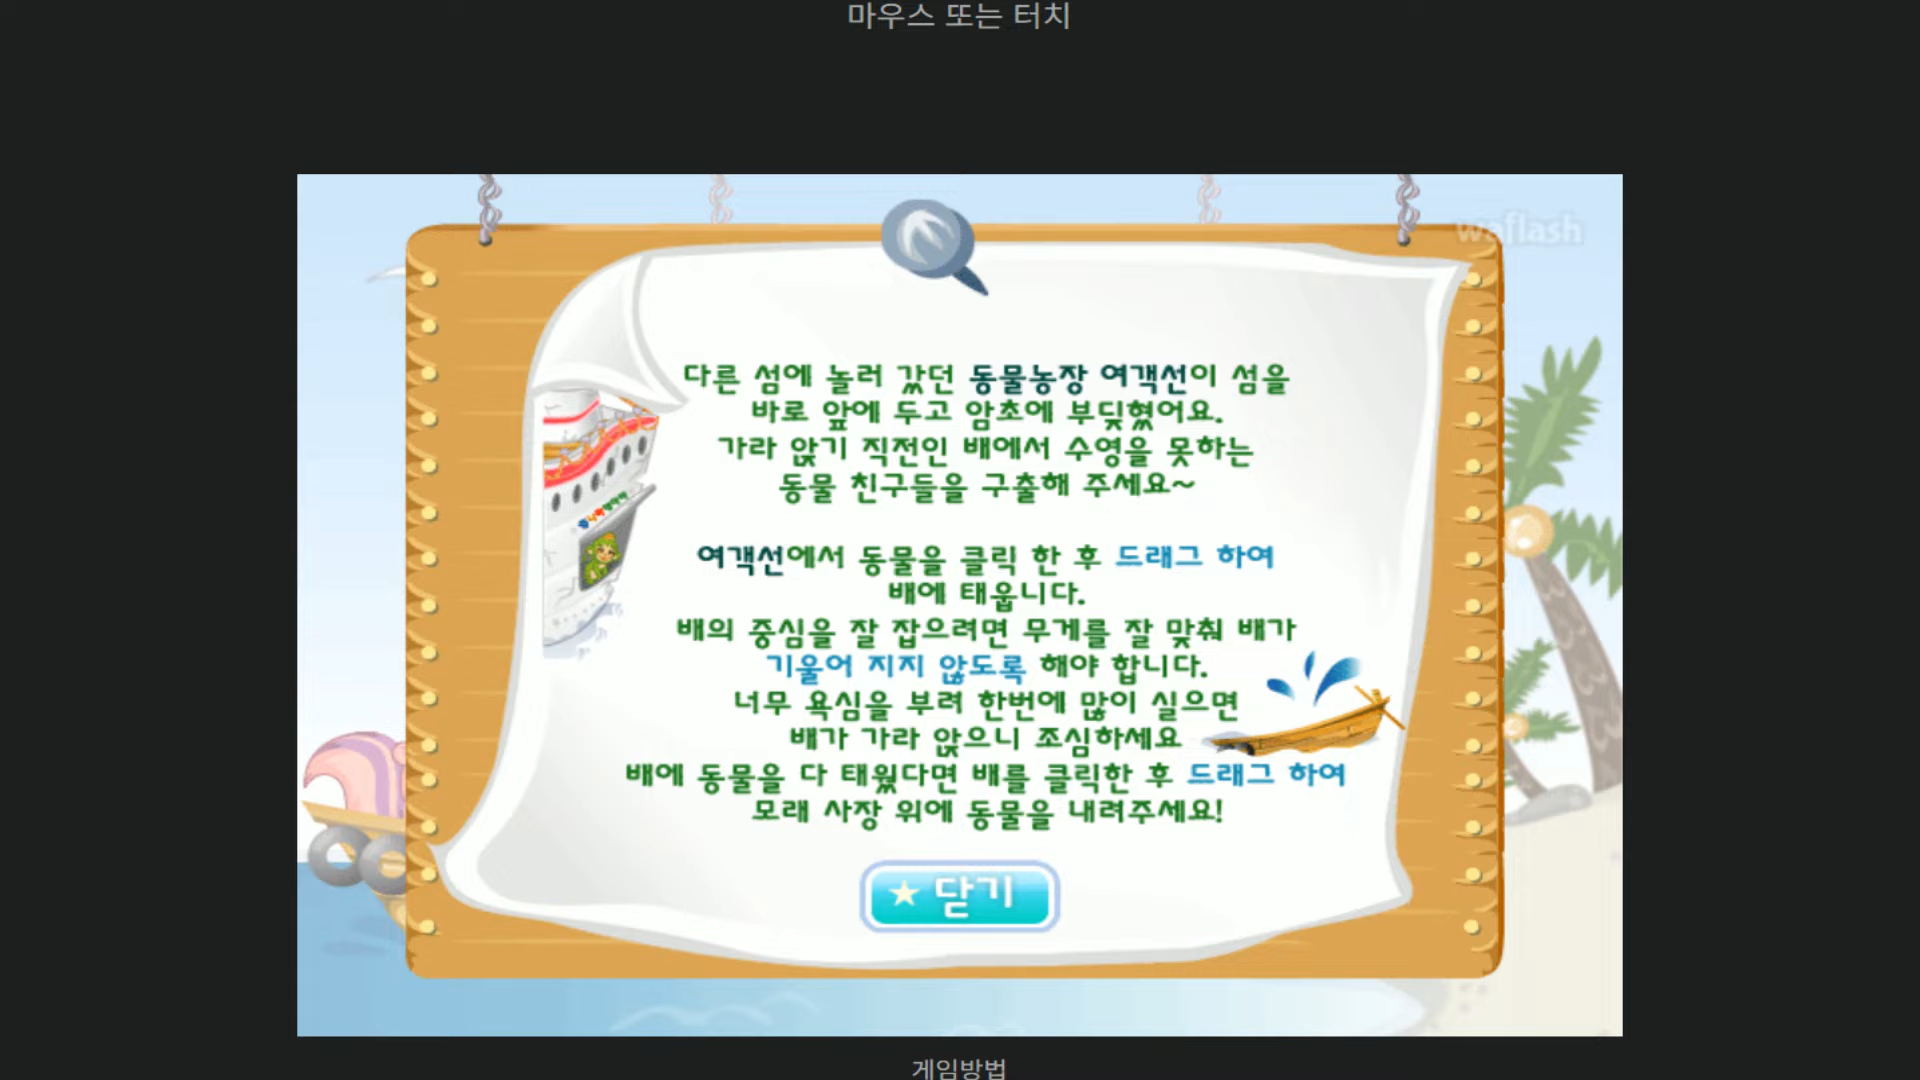 마우스 또는 터치
waflash
다른 섬에 놀러 갔던 동물농장 여객선이 섬을
바로 앞에 두고 암초에 부딪혔어요.
가라 앉기 직전인 배에서 수영을 못하는
동물 친구들을 구출해 주세요~
여객선에서 동물을 클릭 한 후 드래그 하여
배에 태웁니다.
배의 중심을 잘 잡으려면 무게를 잘 맞춰 배가
기울어 지지 않도록 해야 합니다.
너무 욕심을 부려 한번에 많이 실으면
배가 가라 앉으니 조심하세요
배에 동물을 다 태웠다면 배를 클릭한 후 드래그 하여
모래 사장 위에 동물을 내려주세요!
★ 닫기
게임방법